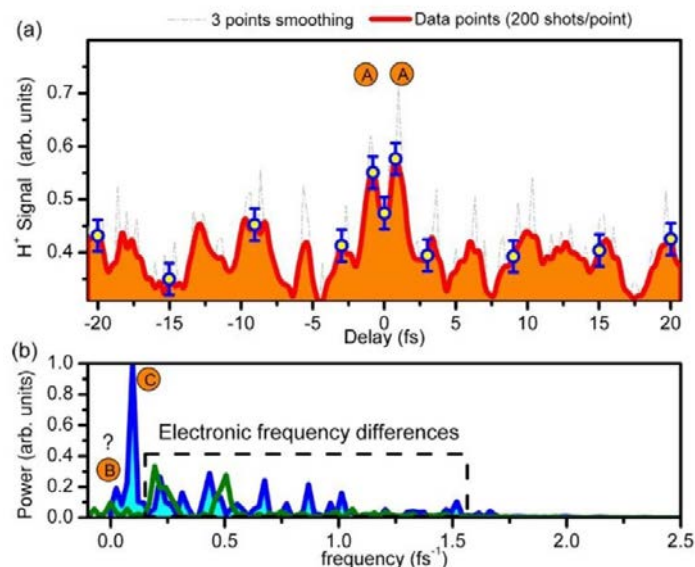 3 points smoothing Data points (200 shots/point)
(a)
A A
0.7
0.6
0.5
0.4
H⁺ Signal (arb. units)
-20 -15 -10 -5 0 5 10 15 20
Delay (fs)
(b)
1.0
0.8
0.6
0.4
0.2
0.0
Power (arb. units)
C
?
B
Electronic frequency differences
0.0 0.5 1.0 1.5 2.0 2.5
frequency (fs⁻¹)